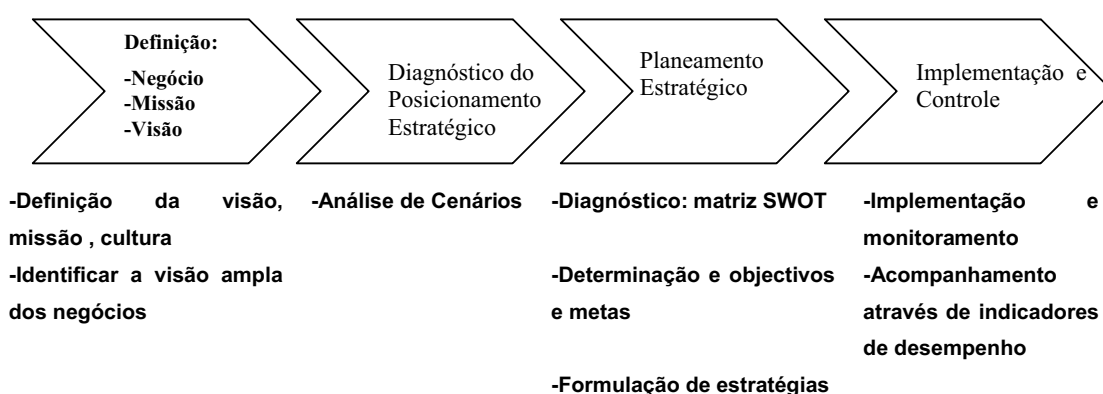 Definição:
-Negócio
-Missão
-Visão
Diagnóstico do
Posicionamento
Estratégico
Planeamento
Estratégico
Implementação e
Controle
-Definição da visão,
missão , cultura
-Identificar a visão ampla
dos negócios
-Análise de Cenários
-Diagnóstico: matriz SWOT
-Determinação e objectivos
e metas
-Formulação de estratégias
-Implementação e
monitoramento
-Acompanhamento
através de indicadores
de desempenho